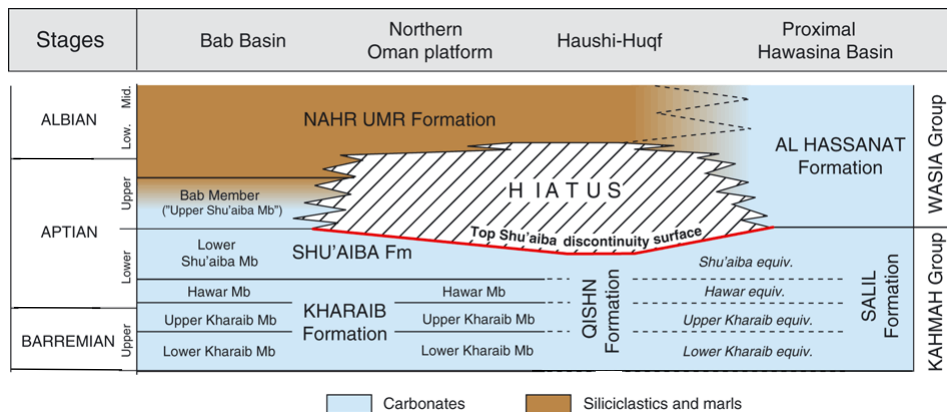 Stages
Bab Basin
Northern
Oman platform
Haushi-Huqf
Proximal
Hawasina Basin
ALBIAN
Mid.
Low.
NAHR UMR Formation
AL HASSANAT
Formation
WASIA Group
APTIAN
Upper
Bab Member
("Upper Shu'aiba Mb")
HIATUS
Top Shu'aiba discontinuity surface
Lower
Lower
Shu'aiba Mb
SHU'AIBA Fm
Shu'aiba equiv.
Hawar Mb
Hawar Mb
Hawar equiv.
QISHN
Formation
SALIL
Formation
KAHMAH Group
BARREMIAN
Upper
Upper Kharaib Mb
KHARAIB
Formation
Upper Kharaib Mb
Upper Kharaib equiv.
Lower Kharaib Mb
Lower Kharaib Mb
Lower Kharaib equiv.
Carbonates
Siliciclastics and marls